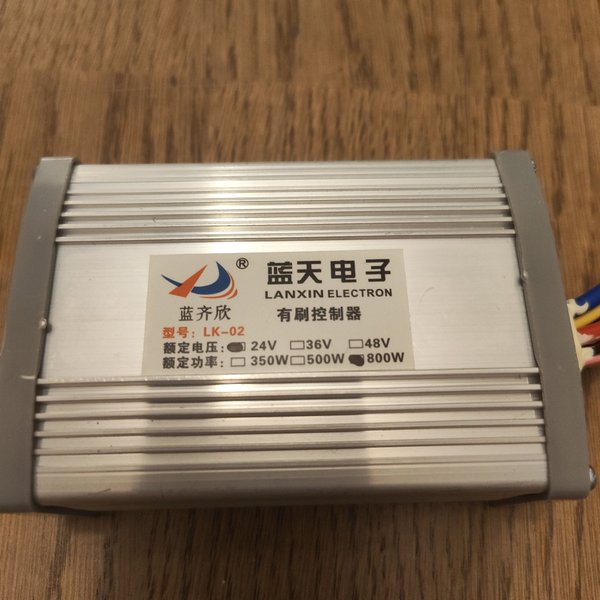 ®
蓝天电子
LANXIN ELECTRON
蓝齐欣
有刷控制器
型号：LK-02
额定电压：24V 36V 48V
额定功率：350W 500W 800W